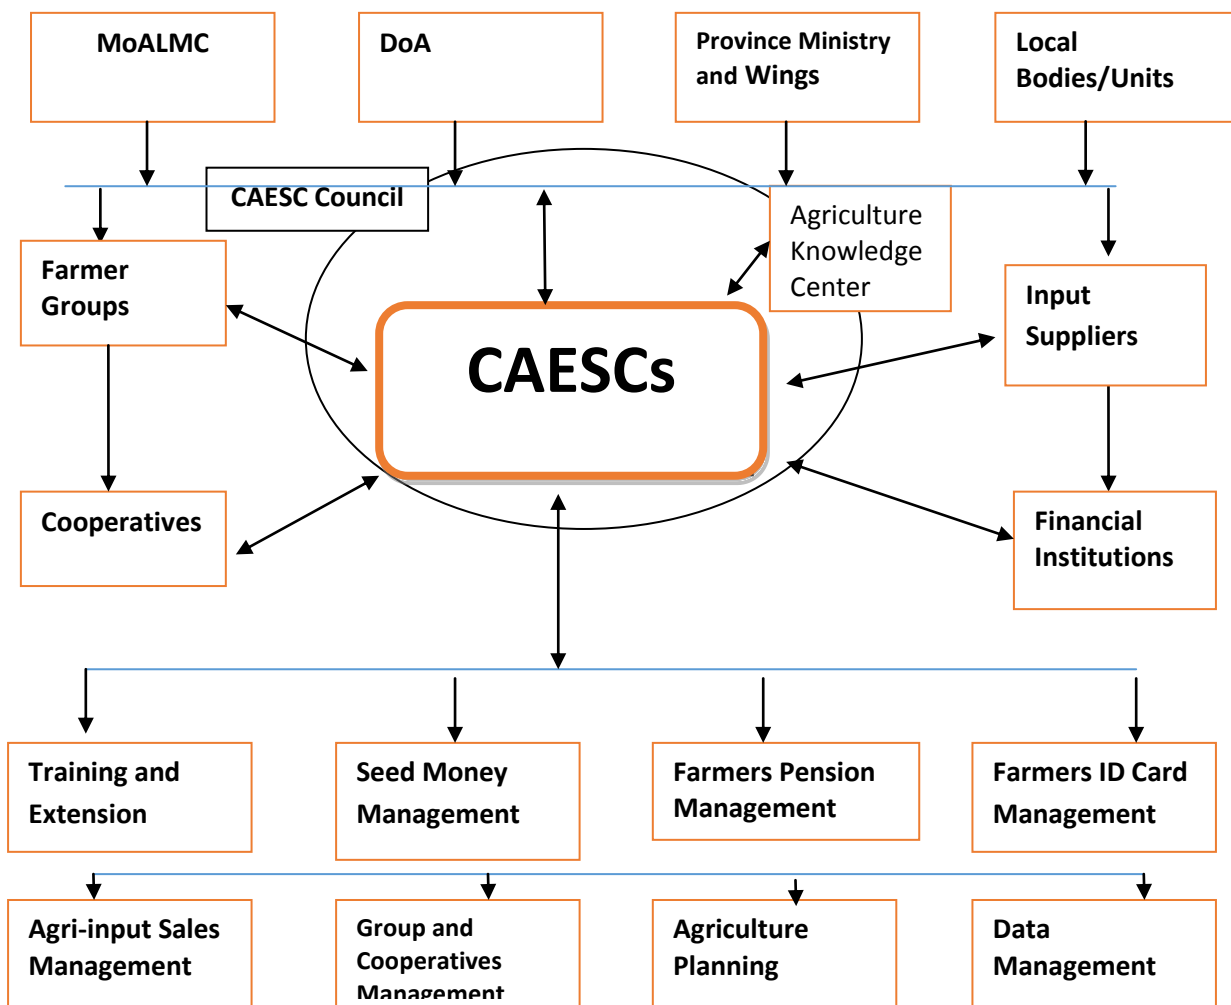 MoALMC
DoA
Province Ministry
and Wings
Local
Bodies/Units
CAESC Council
Agriculture
Knowledge
Center
Farmer
Groups
Input
Suppliers
CAESCs
Cooperatives
Financial
Institutions
Training and
Extension
Seed Money
Management
Farmers Pension
Management
Farmers ID Card
Management
Agri-input Sales
Management
Group and
Cooperatives
Management
Agriculture
Planning
Data
Management